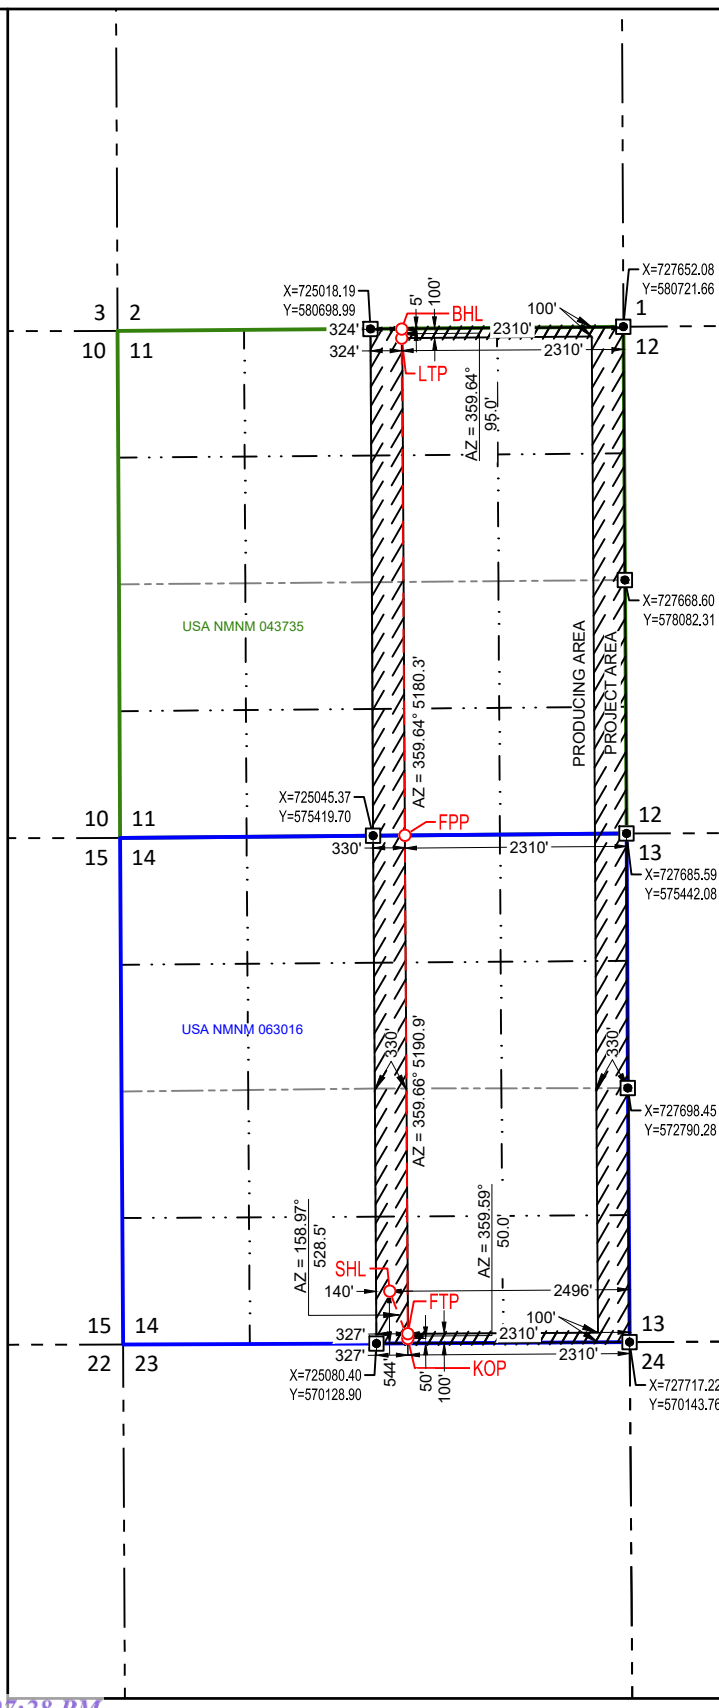 X=727652.08
Y=580721.66
X=725018.19
Y=580698.99
3 2
1
5'
100'
BHL
100'
324'
2310'
10 11
12
324'
2310'
LTP
AZ = 359.64°
95.0'
X=727668.60
Y=578082.31
USA NMNM 043735
PRODUCING AREA
PROJECT AREA
AZ = 359.64° 5180.3'
X=725045.37
Y=575419.70
10 11
FPP
12
15 14
330'
2310'
13
X=727685.59
Y=575442.08
USA NMNM 063016
330'
330'
AZ = 359.66° 5190.9'
X=727698.45
Y=572790.28
AZ = 158.97°
528.5'
AZ = 359.59°
50.0'
SHL
140'
2496'
FTP
100'
15 14
327'
2310'
13
22 23
327'
2310'
24
KOP
544'
50'
100'
X=725080.40
Y=570128.90
X=727717.22
Y=570143.76